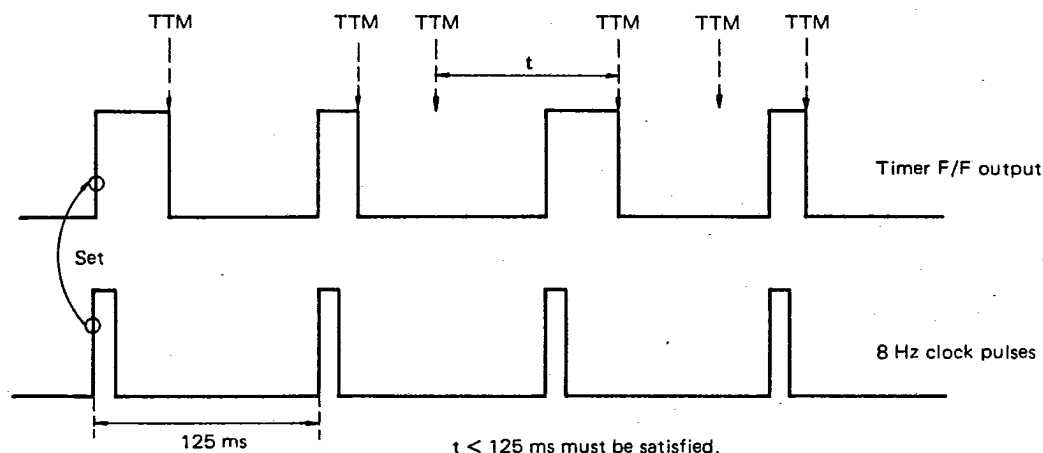 TTM TTM TTM TTM TTM TTM
t
Timer F/F output
Set
8 Hz clock pulses
125 ms
t < 125 ms must be satisfied.